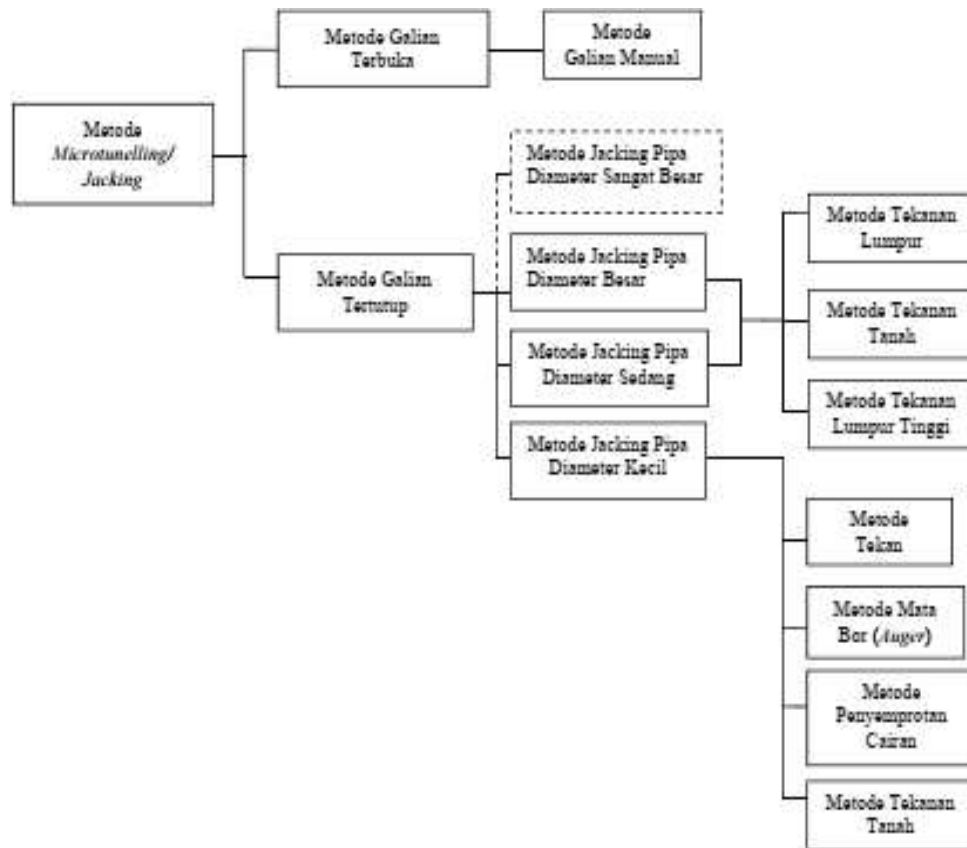 Metode Galian
Terbuka
Metode
Galian Manual
Metode
Microtunelling/
Jacking
Metode Jacking Pipa
Diameter Sangat Besar
Metode Galian
Tertutup
Metode Jacking Pipa
Diameter Besar
Metode Jacking Pipa
Diameter Sedang
Metode Jacking Pipa
Diameter Kecil
Metode Tekanan
Lumpur
Metode Tekanan
Tanah
Metode Tekanan
Lumpur Tinggi
Metode
Tekan
Metode Mata
Bor (Auger)
Metode
Penyemprotan
Cairan
Metode Tekanan
Tanah